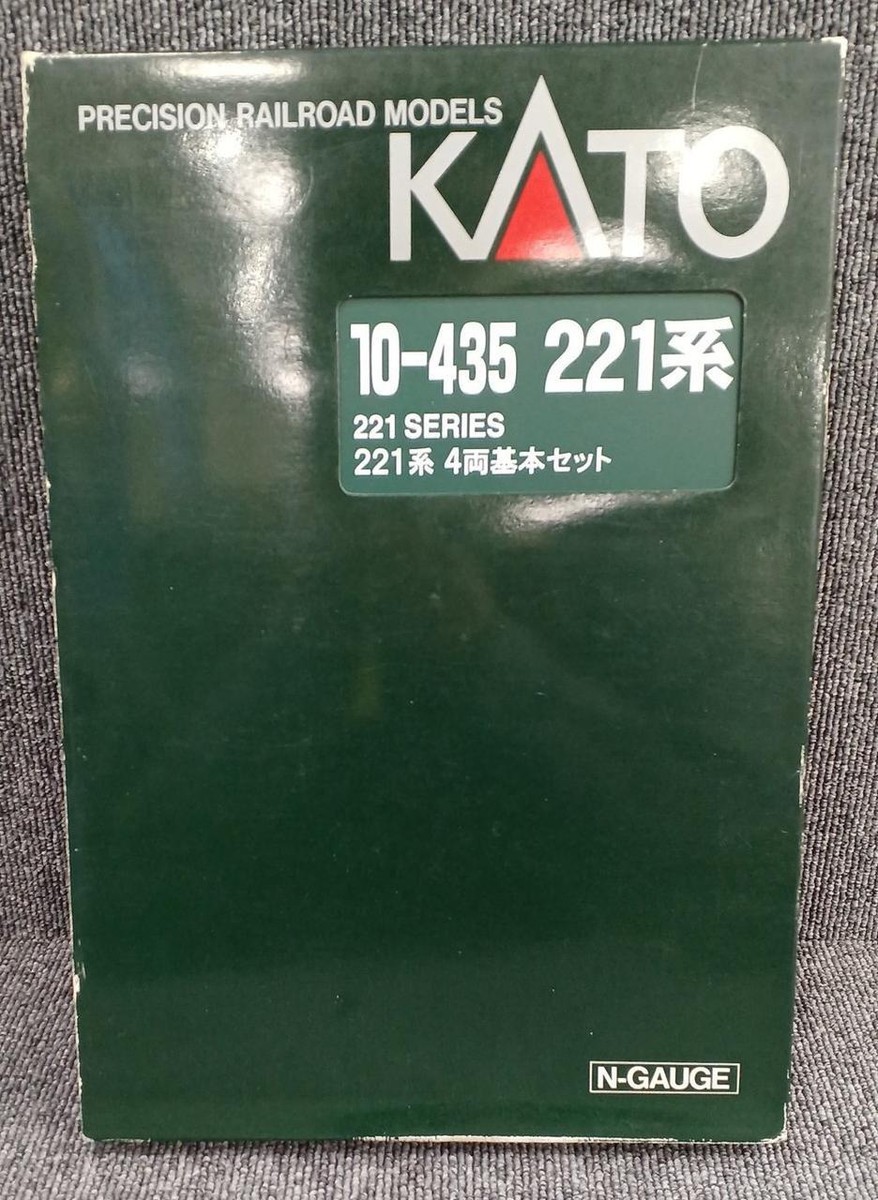 PRECISION RAILROAD MODELS
KATO
10-435 221系
221 SERIES
221系 4両基本セット
N-GAUGE